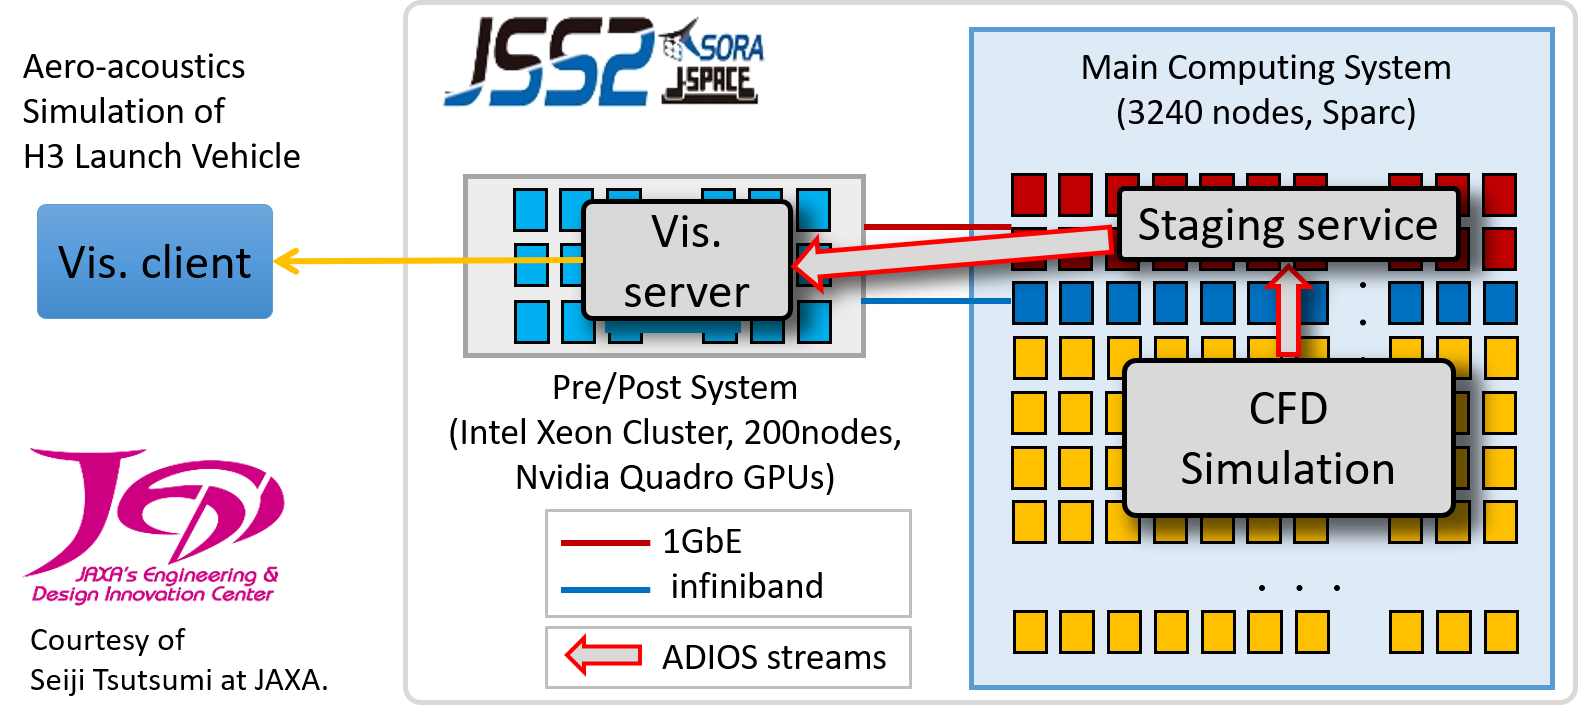 Aero-acoustics
Simulation of
H3 Launch Vehicle
Vis. client
JAXA's Engineering &
Design Innovation Center
Courtesy of
Seiji Tsutsumi at JAXA.
JSS2
SORA
J-SPACE
Vis.
server
Pre/Post System
(Intel Xeon Cluster, 200nodes,
Nvidia Quadro GPUs)
1GbE
infiniband
ADIOS streams
Main Computing System
(3240 nodes, Sparc)
Staging service
CFD
Simulation